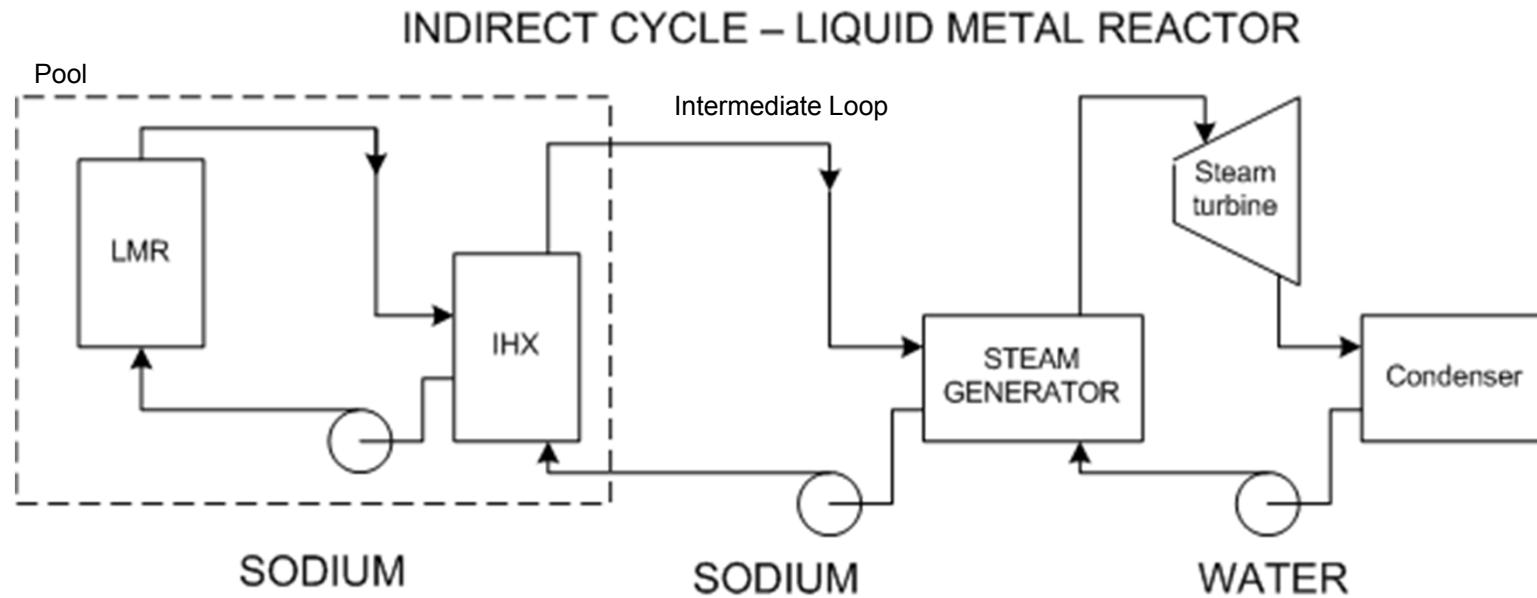 INDIRECT CYCLE – LIQUID METAL REACTOR
Pool
Intermediate Loop
LMR
IHX
Steam
turbine
STEAM
GENERATOR
Condenser
SODIUM
SODIUM
WATER